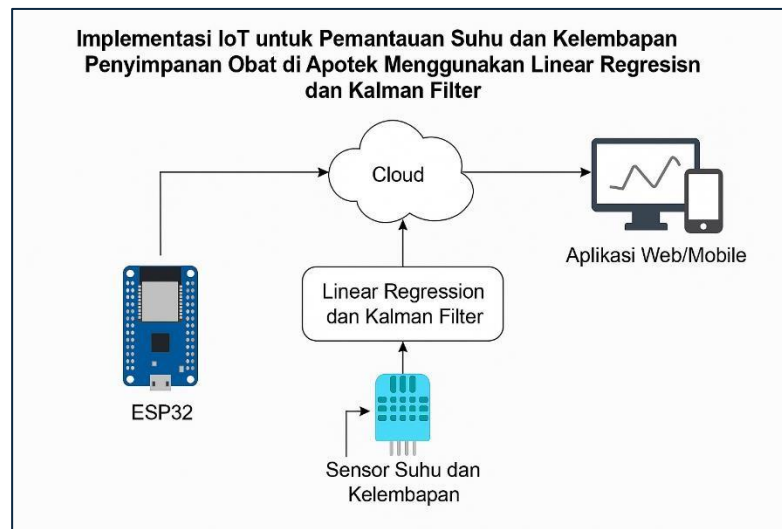 Implementasi IoT untuk Pemantauan Suhu dan Kelembapan
Penyimpanan Obat di Apotek Menggunakan Linear Regresisn
dan Kalman Filter
Cloud
Aplikasi Web/Mobile
Linear Regression
dan Kalman Filter
ESP32
Sensor Suhu dan
Kelembapan